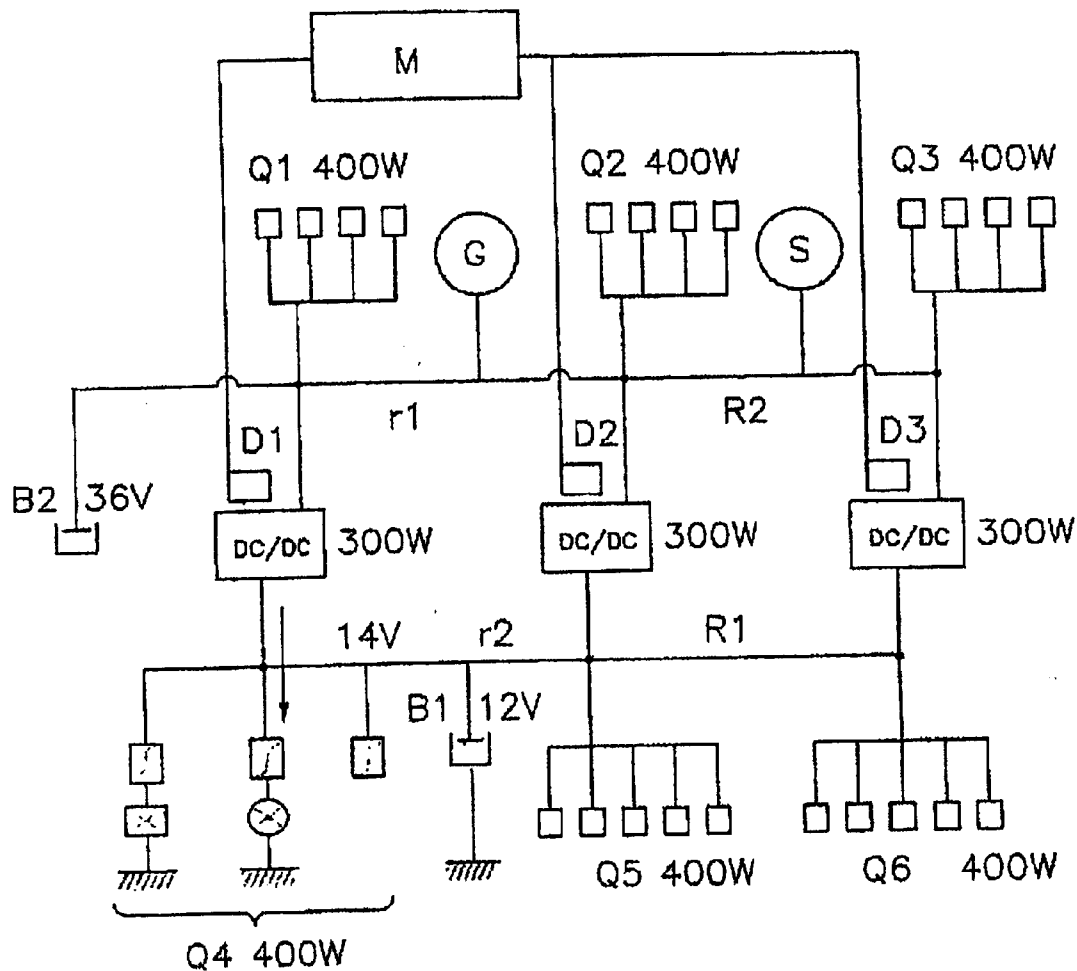 M
Q1 400W
Q2 400W
Q3 400W
G
S
r1
R2
D1
D2
D3
B2 36V
DC/DC 300W
DC/DC 300W
DC/DC 300W
14V
r2
R1
B1 12V
Q5 400W
Q6 400W
Q4 400W